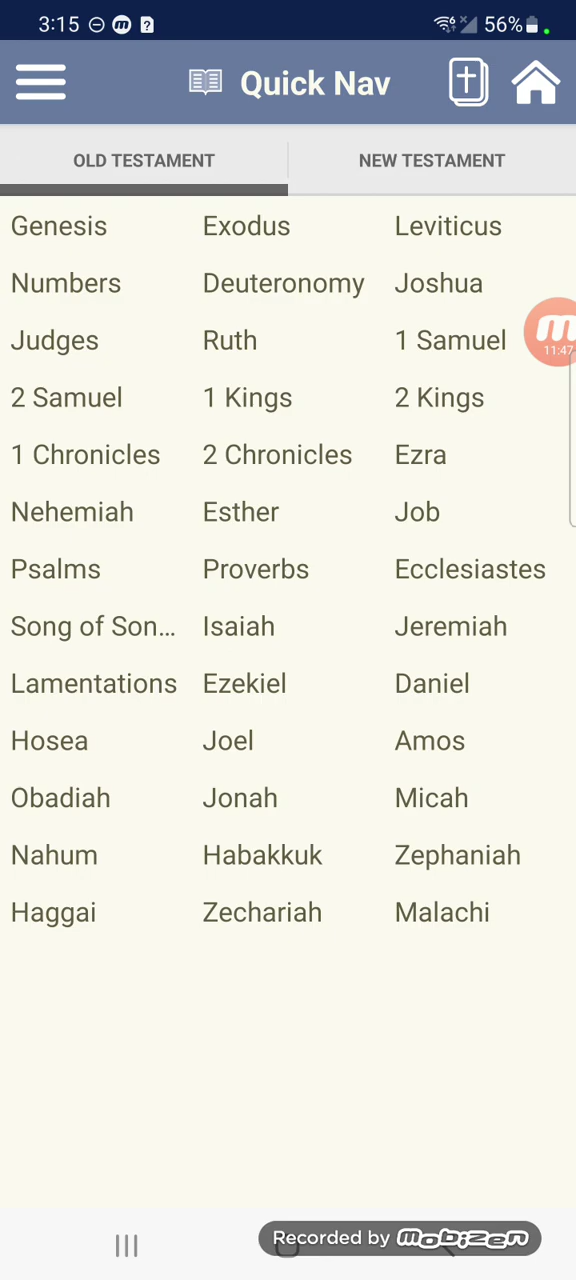 3:15 56%
Quick Nav
OLD TESTAMENT NEW TESTAMENT
Genesis Exodus Leviticus
Numbers Deuteronomy Joshua
Judges Ruth 1 Samuel
11:47
2 Samuel 1 Kings 2 Kings
1 Chronicles 2 Chronicles Ezra
Nehemiah Esther Job
Psalms Proverbs Ecclesiastes
Song of Son... Isaiah Jeremiah
Lamentations Ezekiel Daniel
Hosea Joel Amos
Obadiah Jonah Micah
Nahum Habakkuk Zephaniah
Haggai Zechariah Malachi
Recorded by mobizen